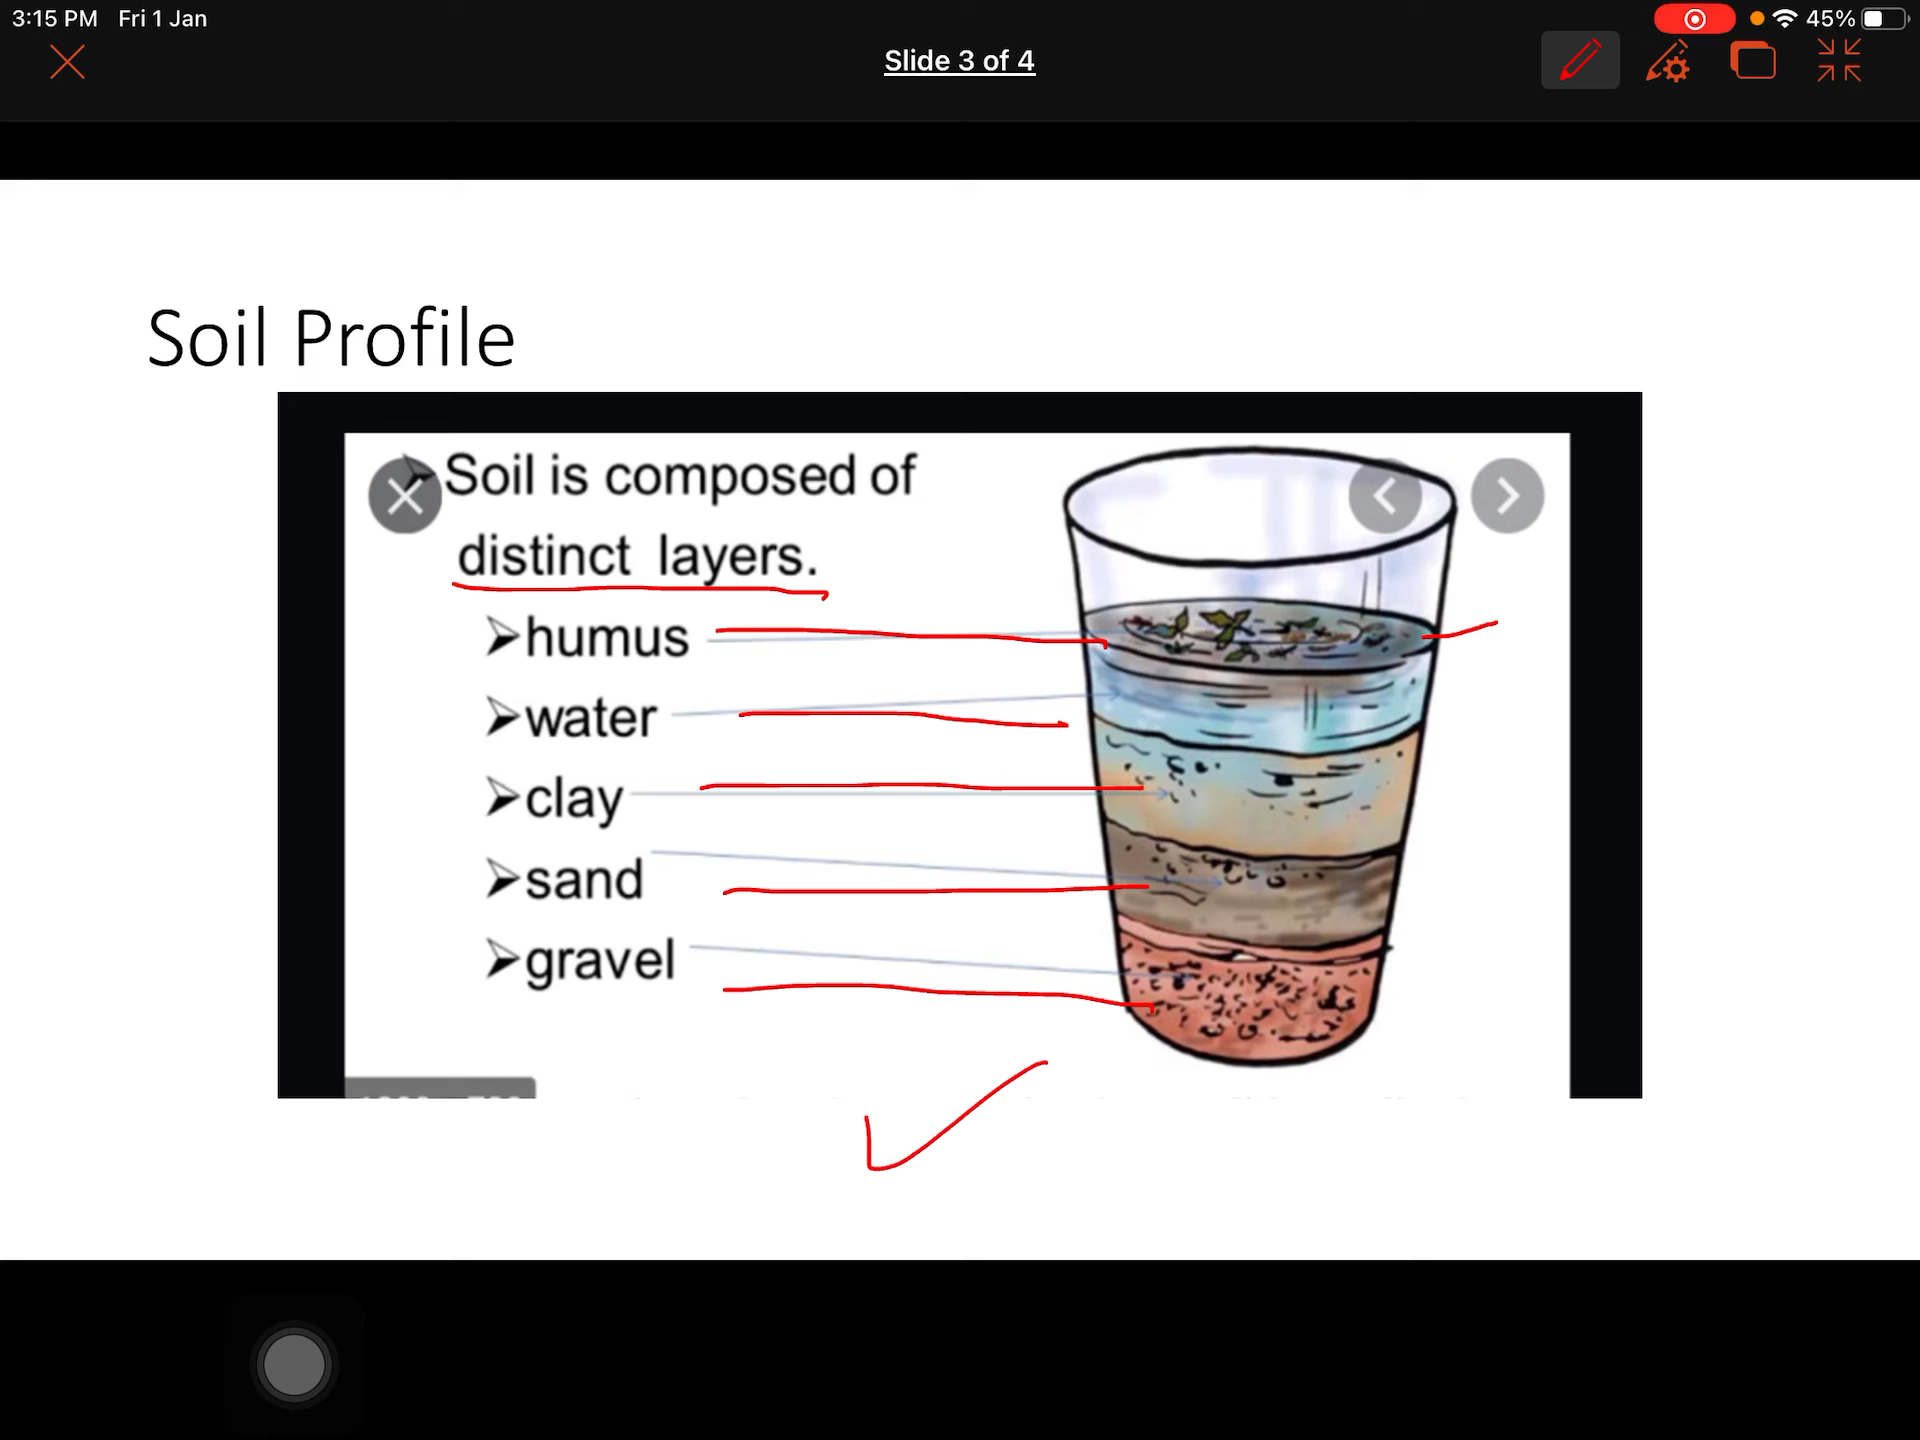 3:15 PM Fri 1 Jan
45%
Slide 3 of 4
Soil Profile
Soil is composed of
distinct layers.
humus
water
clay
sand
gravel